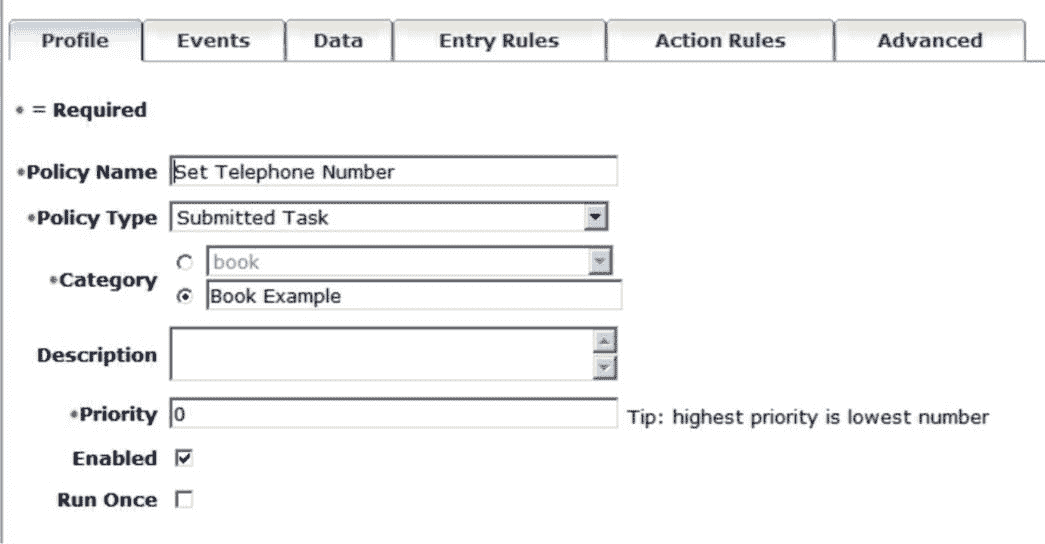 Profile Events Data Entry Rules Action Rules Advanced
• = Required
•Policy Name Set Telephone Number
•Policy Type Submitted Task
book
•Category
Book Example
Description
•Priority 0 Tip: highest priority is lowest number
Enabled
Run Once